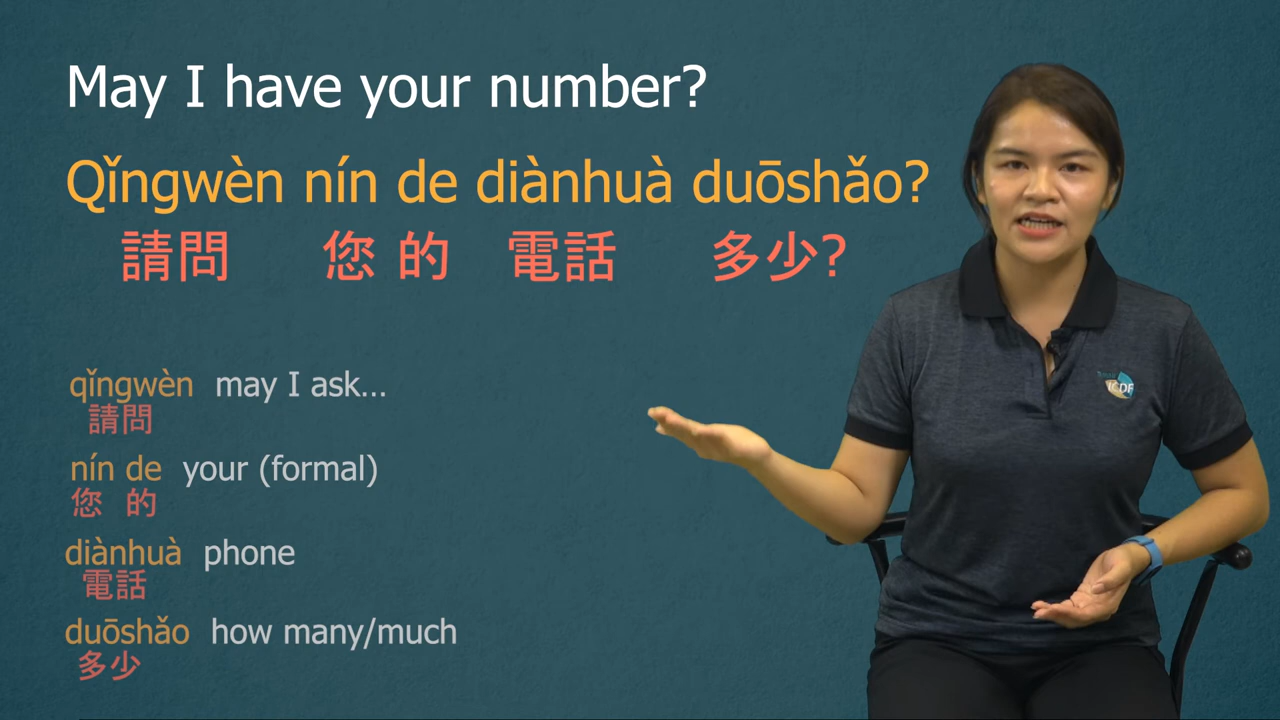 May I have your number?
Qǐngwèn nín de diànhuà duōshǎo?
請問 您 的 電話 多少?
qǐngwèn may I ask...
請問
nín de your (formal)
您 的
diànhuà phone
電話
duōshǎo how many/much
多少
ICDF